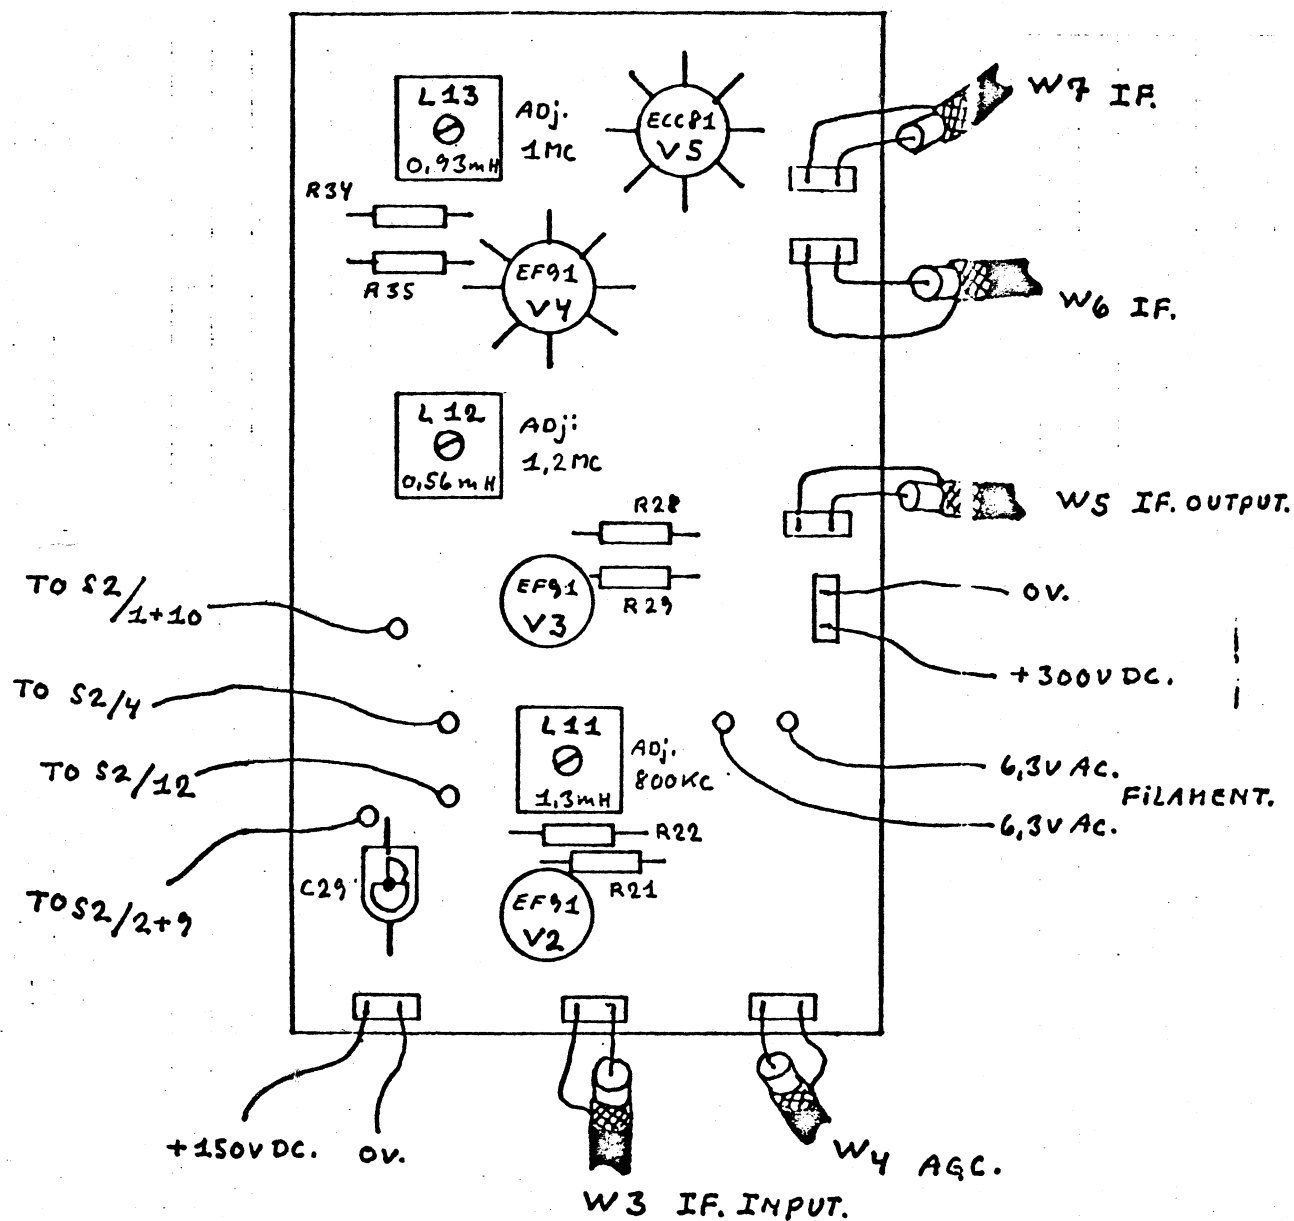 W7 IF.
L13
0,93mH
ADj.
1MC
ECC81
V5
R34
R35
EF91
V4
W6 IF.
L12
0,56mH
ADj:
1,2MC
W5 IF. OUTPUT.
R28
EF91
V3
R29
TO S2/1+10
0V.
+300V DC.
TO S2/4
L11
1,3mH
ADj.
800KC
6,3V AC.
FILAMENT.
6,3V AC.
TO S2/12
R22
R21
C29
TO S2/2+9
EF91
V2
+150V DC.
0V.
W4 AGC.
W3 IF. INPUT.